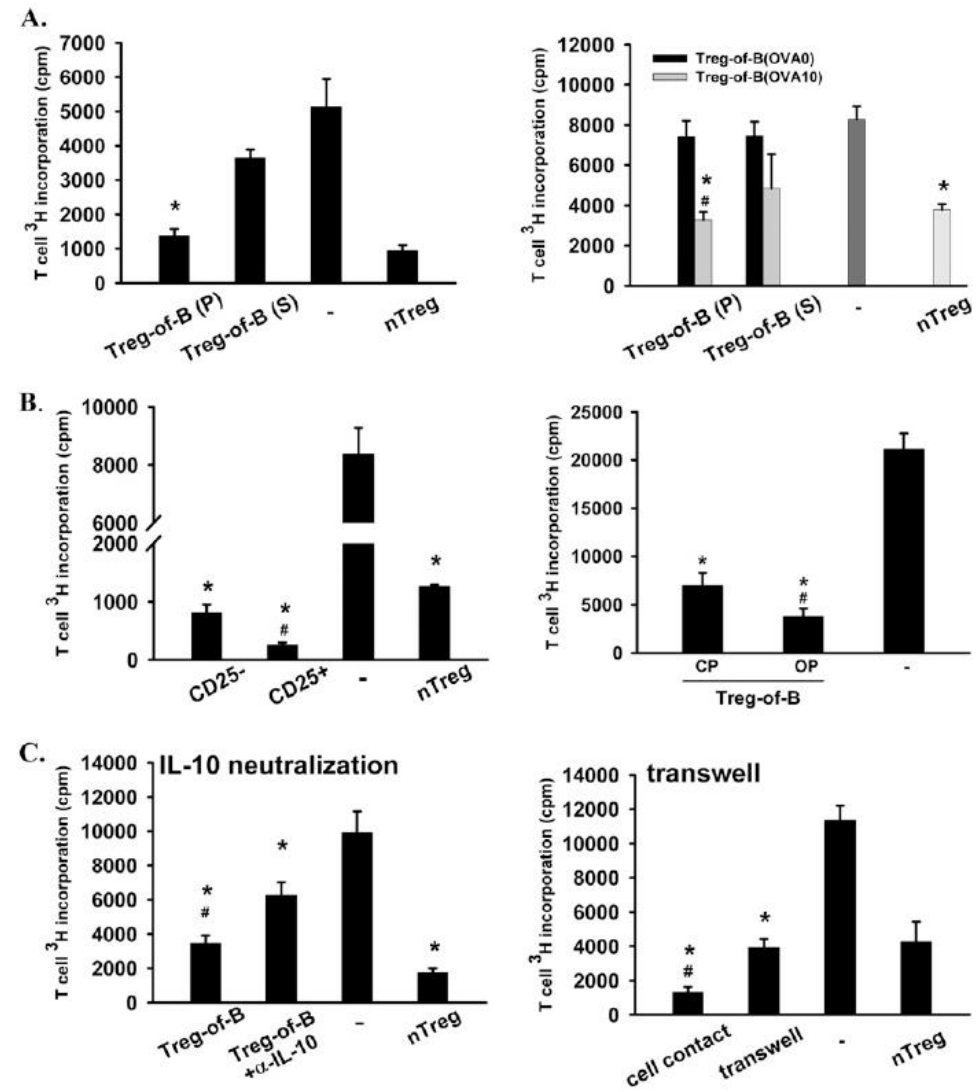 A.
T cell ³H incorporation (cpm)
7000
6000
5000
4000
3000
2000
1000
0
*
Treg-of-B (P)
Treg-of-B (S)
-
nTreg
T cell ³H incorporation (cpm)
12000
10000
8000
6000
4000
2000
0
Treg-of-B(OVA0)
Treg-of-B(OVA10)
*
#
*
Treg-of-B (P)
Treg-of-B (S)
-
nTreg
B.
T cell ³H incorporation (cpm)
10000
8000
6000
2000
1000
0
*
*
#
*
CD25-
CD25+
-
nTreg
T cell ³H incorporation (cpm)
25000
20000
15000
10000
5000
0
*
*
#
CP
OP
-
Treg-of-B
C.
IL-10 neutralization
T cell ³H incorporation (cpm)
14000
12000
10000
8000
6000
4000
2000
0
*
#
*
*
Treg-of-B
Treg-of-B
+α-IL-10
-
nTreg
transwell
T cell ³H incorporation (cpm)
14000
12000
10000
8000
6000
4000
2000
0
*
#
*
cell contact
transwell
-
nTreg